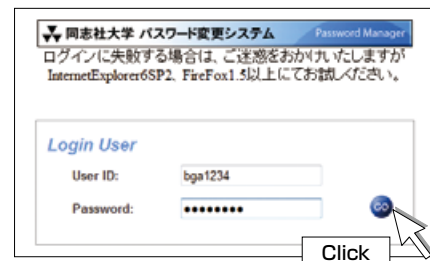 同志社大学 パスワード変更システム Password Manager
ログインに失敗する場合は、ご迷惑をおかけいたしますが
InternetExplorer6SP2、FireFox1.5以上にてお試しください。
Login User
User ID: bga1234
Password: ●●●●●●●●
GO
Click